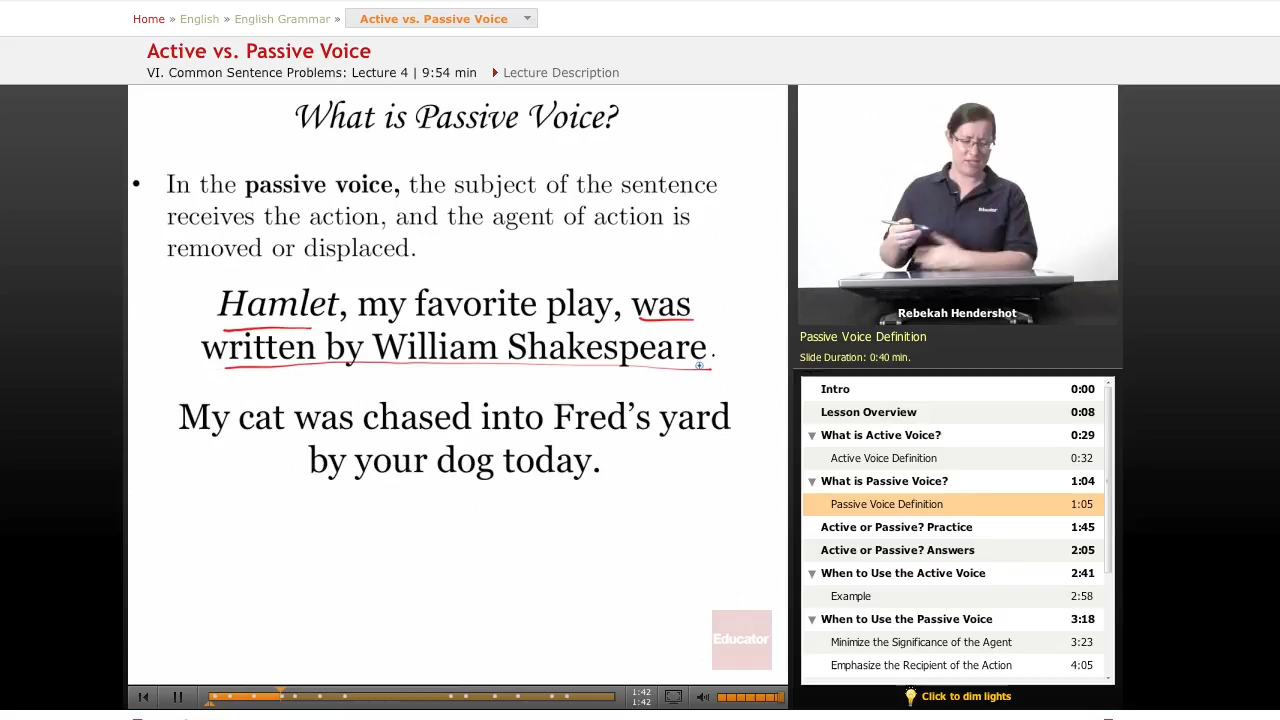 Home » English » English Grammar » Active vs. Passive Voice
Active vs. Passive Voice
VI. Common Sentence Problems: Lecture 4 | 9:54 min Lecture Description
What is Passive Voice?
• In the passive voice, the subject of the sentence
receives the action, and the agent of action is
removed or displaced.
Hamlet, my favorite play, was
written by William Shakespeare.
My cat was chased into Fred's yard
by your dog today.
Educator
1:42
1:42
Educator
Rebekah Hendershot
Passive Voice Definition
Slide Duration: 0:40 min.
Intro 0:00
Lesson Overview 0:08
What is Active Voice? 0:29
Active Voice Definition 0:32
What is Passive Voice? 1:04
Passive Voice Definition 1:05
Active or Passive? Practice 1:45
Active or Passive? Answers 2:05
When to Use the Active Voice 2:41
Example 2:58
When to Use the Passive Voice 3:18
Minimize the Significance of the Agent 3:23
Emphasize the Recipient of the Action 4:05
Click to dim lights